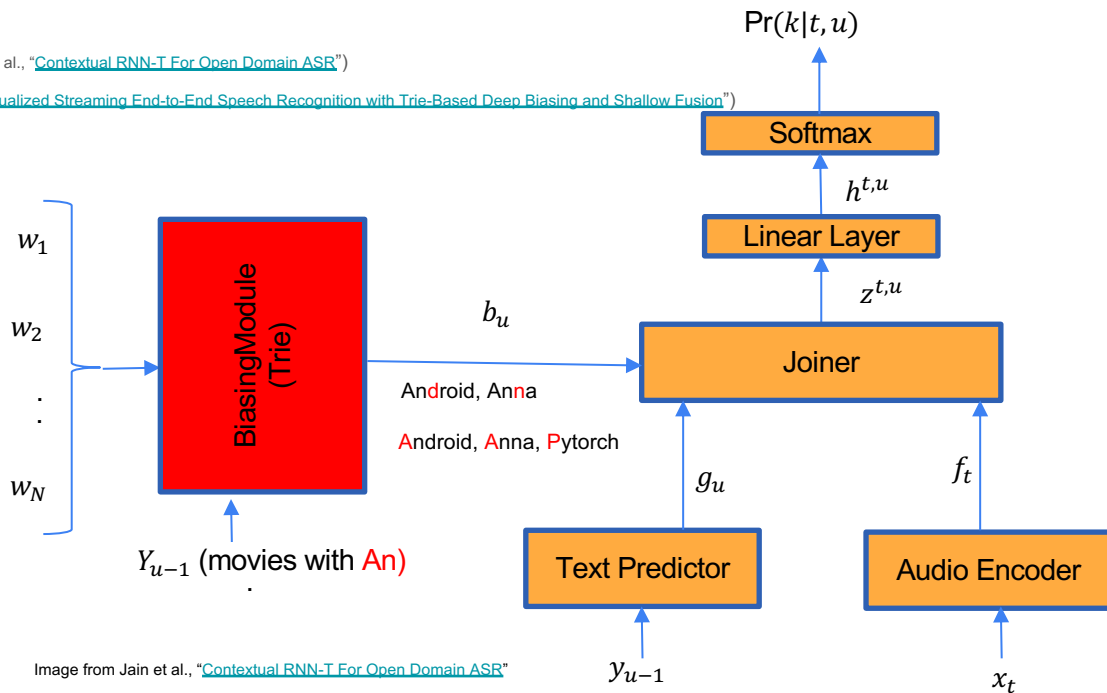 Pr(k|t, u)
al., “Contextual RNN-T For Open Domain ASR”)
ualized Streaming End-to-End Speech Recognition with Trie-Based Deep Biasing and Shallow Fusion”)
Softmax
h^{t,u}
Linear Layer
z^{t,u}
w_1
w_2
.
.
w_N
BiasingModule
(Trie)
b_u
Joiner
Android, Anna
Android, Anna, Pytorch
g_u
f_t
Y_{u−1} (movies with An)
.
Text Predictor
Audio Encoder
y_{u−1}
x_t
Image from Jain et al., “Contextual RNN-T For Open Domain ASR”